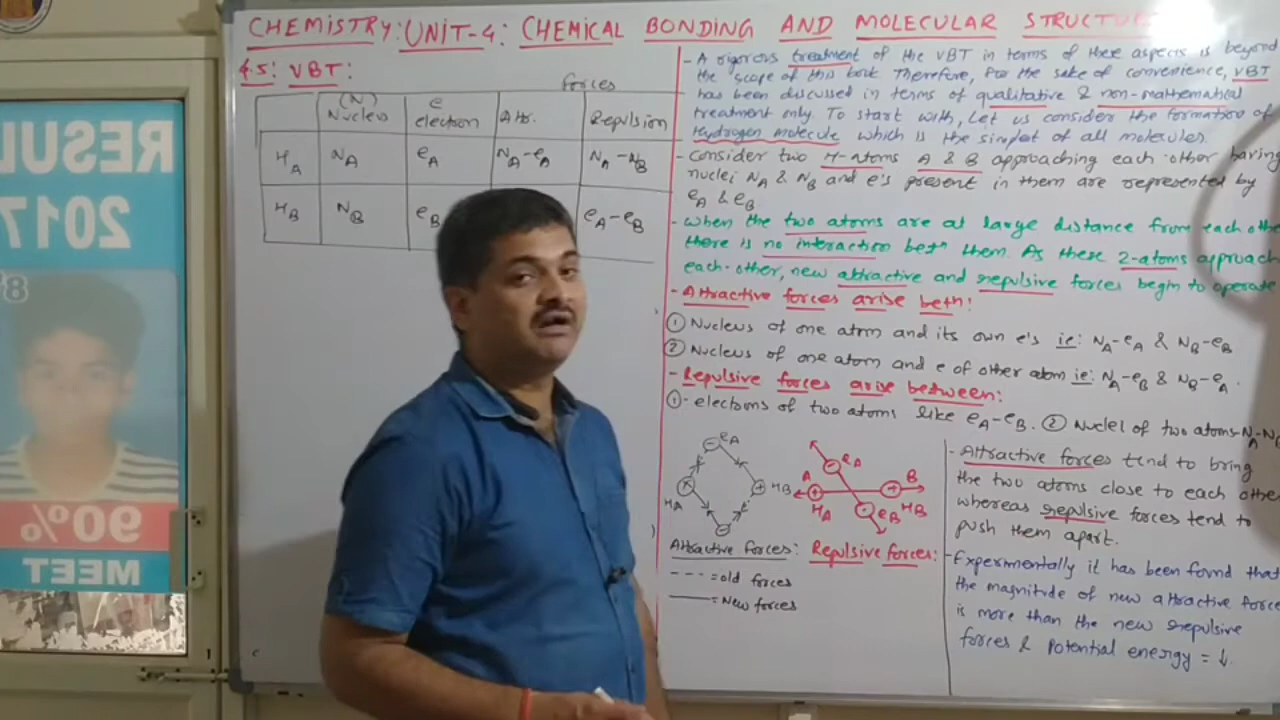 CHEMISTRY: UNIT-4: CHEMICAL BONDING AND MOLECULAR STRUCTURE
4.5: VBT:
forces
(N) Nucleus e election Attr. Repulsion
HA NA eA NA-eA NA-NB
HB NB eB eA-eB
- A rigorous treatment of the VBT in terms of these aspects is beyond
the scope of this book Therefore, for the sake of convenience, VBT
has been discussed in terms of qualitative & non-mathematical
treatment only. To start with, Let us consider the formation of
Hydrogen molecule which is the simplest of all molecules.
- Consider two H-atoms A & B approaching each other having
nuclei NA & NB and e's present in them are represented by
eA & eB
- When the two atoms are at large distance from each othe
there is no interaction betn them. As these 2-atoms approach
each-other, new attractive and repulsive forces begin to operate
- Attractive forces arise betn:
① Nucleus of one atom and its own e's ie: NA-eA & NB-eB
② Nucleus of one atom and e of other atom ie: NA-eB & NB-eA.
- Repulsive forces arise between:
①- electrons of two atoms like eA-eB. ② Nuclei of two atoms-NA-NB
eA
+ HB
HA
-
Attractive forces:
--- = old forces
— = New forces
- eA
A + + B
HA HB
- eB
Repulsive forces:
- Attractive forces tend to bring
the two atoms close to each othe
whereas repulsive forces tend to
push them apart.
- Experimentally it has been found that
the magnitude of new attractive force
is more than the new repulsive
forces & Potential energy = ↓.
RESUL
2017
8
90%
MEET